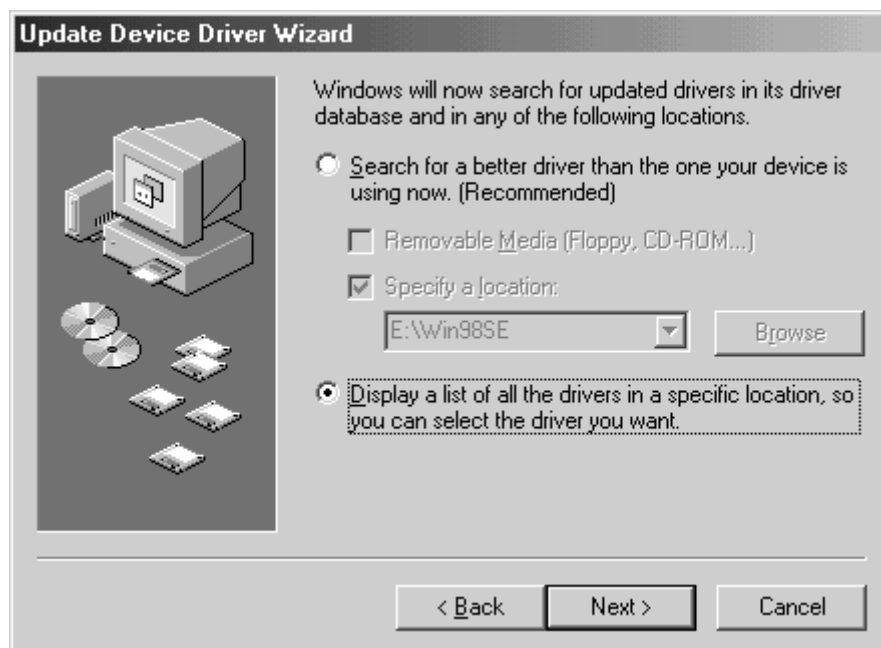 Update Device Driver Wizard
Windows will now search for updated drivers in its driver
database and in any of the following locations.
Search for a better driver than the one your device is
using now. (Recommended)
Removable Media (Floppy, CD-ROM...)
Specify a location:
E:\Win98SE
Browse
Display a list of all the drivers in a specific location, so
you can select the driver you want.
< Back
Next >
Cancel